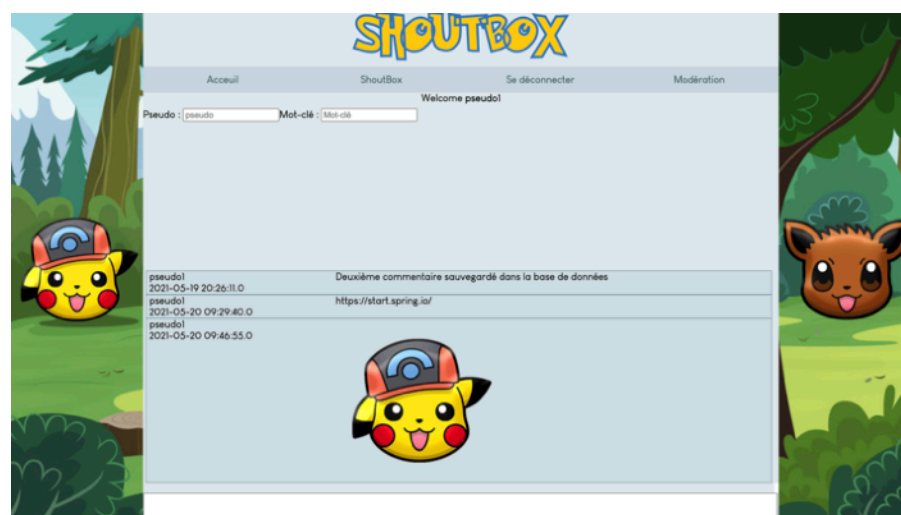 SHOUTBOX
Acceuil ShoutBox Se déconnecter Modération
Welcome pseudo1
Pseudo : pseudo Mot-clé : Mot-clé
pseudo1 Deuxième commentaire sauvegardé dans la base de données
2021-05-19 20:26:11.0
pseudo1 https://start.spring.io/
2021-05-20 09:29:40.0
pseudo1
2021-05-20 09:46:55.0